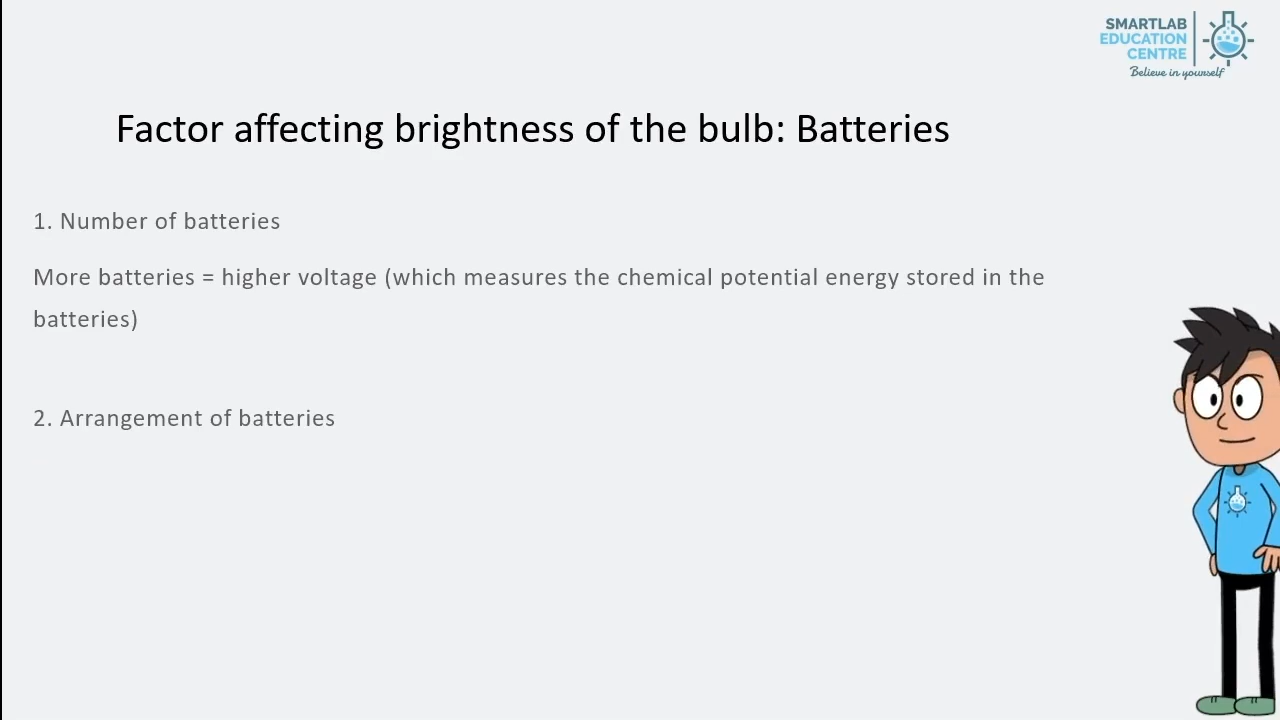 SMARTLAB
EDUCATION
CENTRE
Believe in yourself
Factor affecting brightness of the bulb: Batteries
1. Number of batteries
More batteries = higher voltage (which measures the chemical potential energy stored in the
batteries)
2. Arrangement of batteries